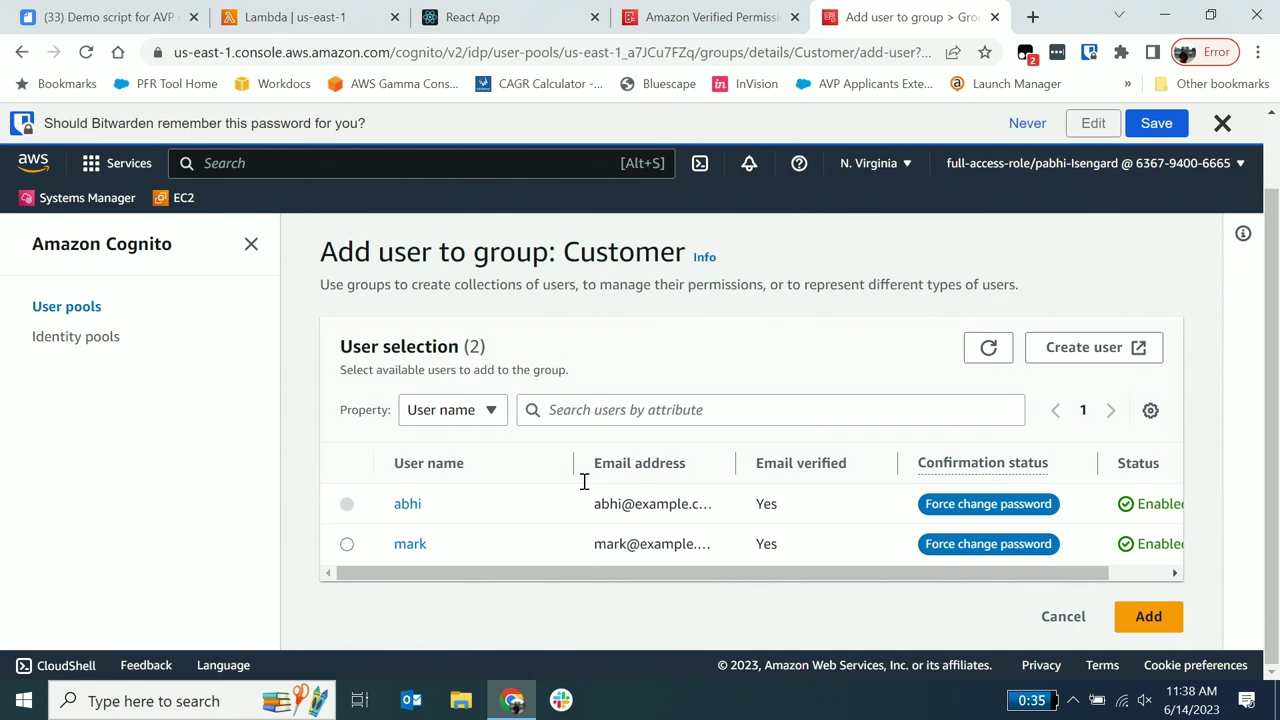 (33) Demo script for AVP
Lambda | us-east-1
React App
Amazon Verified Permissi
Add user to group > Gro
us-east-1.console.aws.amazon.com/cognito/v2/idp/user-pools/us-east-1_a7JCu7FZq/groups/details/Customer/add-user?...
2
Error
Bookmarks
PFR Tool Home
Workdocs
AWS Gamma Cons...
CAGR Calculator -...
Bluescape
in InVision
AVP Applicants Exte...
Launch Manager
»
Other bookmarks
Should Bitwarden remember this password for you?
Never
Edit
Save
aws
Services
Search
[Alt+S]
N. Virginia
full-access-role/pabhi-Isengard @ 6367-9400-6665
Systems Manager
EC2
Amazon Cognito
User pools
Identity pools
Add user to group: Customer Info
Use groups to create collections of users, to manage their permissions, or to represent different types of users.
User selection (2)
Select available users to add to the group.
Create user
Property:
User name
Search users by attribute
1
User name
Email address
Email verified
Confirmation status
Status
abhi
abhi@example.c...
Yes
Force change password
Enable
mark
mark@example....
Yes
Force change password
Enable
Cancel
Add
CloudShell
Feedback
Language
© 2023, Amazon Web Services, Inc. or its affiliates.
Privacy
Terms
Cookie preferences
Type here to search
0:35
11:38 AM
6/14/2023